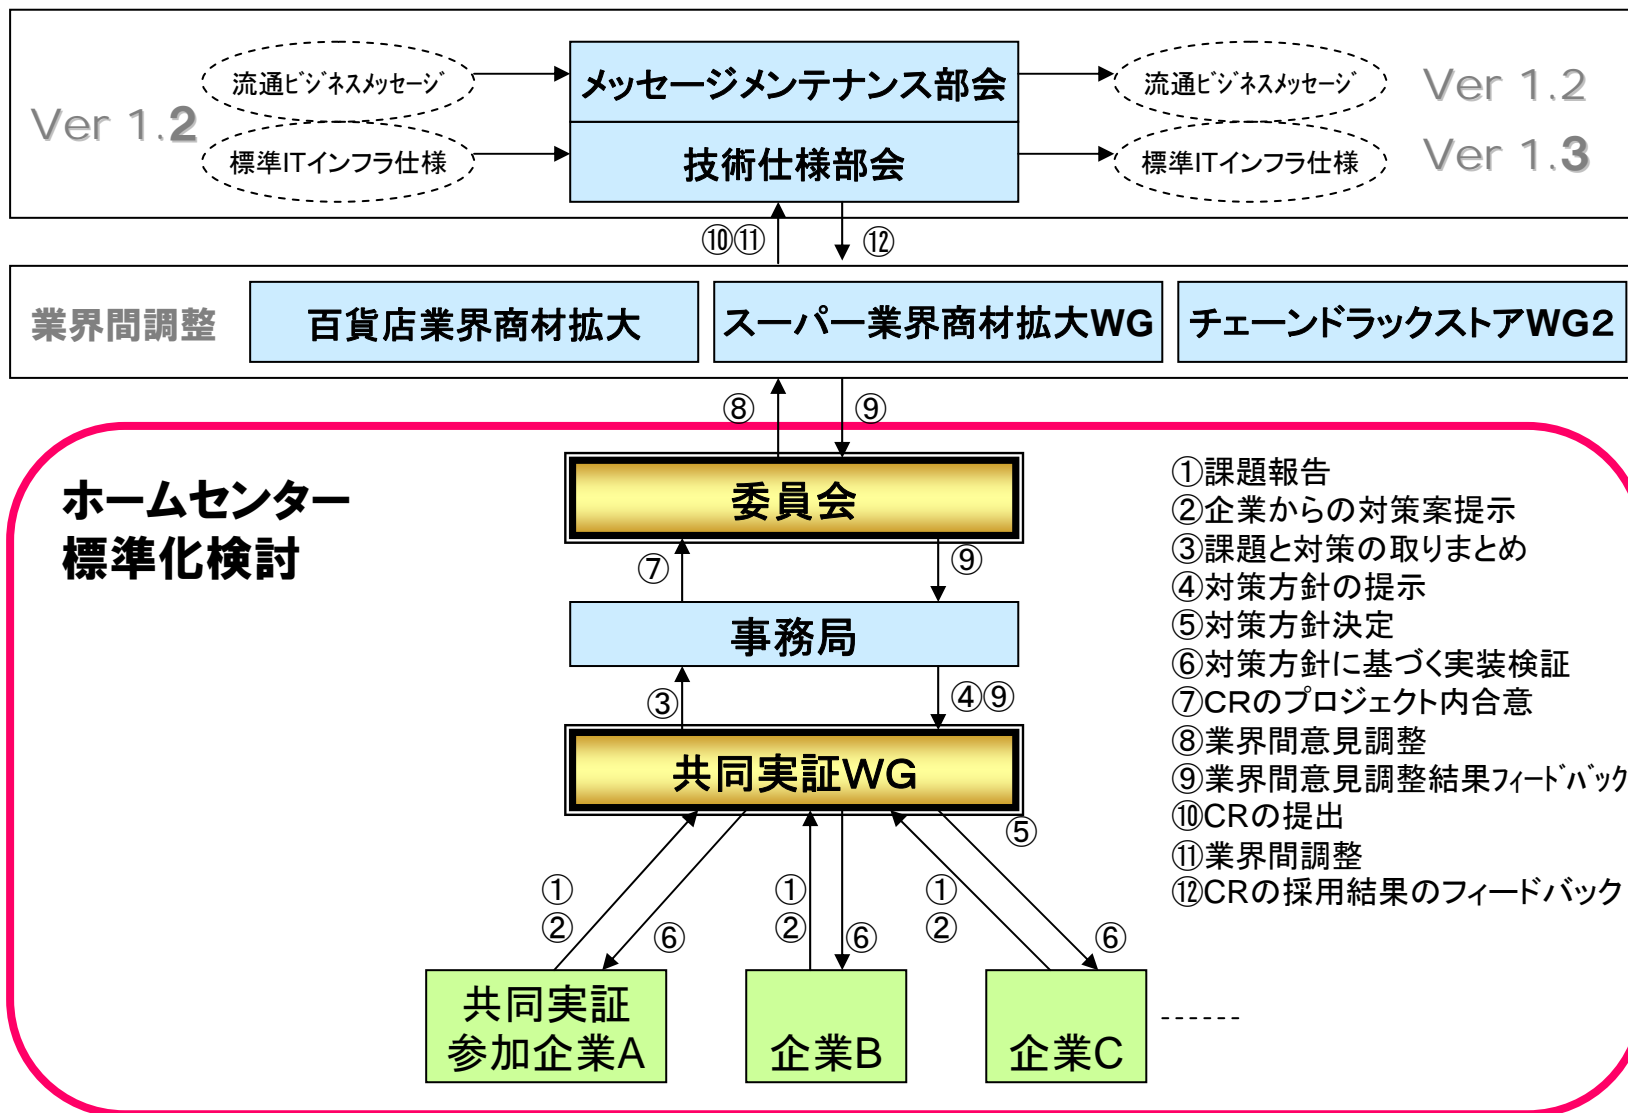 Ver 1.2
流通ビジネスメッセージ
標準ITインフラ仕様
メッセージメンテナンス部会
技術仕様部会
流通ビジネスメッセージ
標準ITインフラ仕様
Ver 1.2
Ver 1.3
⑩⑪
⑫
業界間調整
百貨店業界商材拡大
スーパー業界商材拡大WG
チェーンドラックストアWG2
⑧
⑨
ホームセンター
標準化検討
委員会
⑦
⑨
事務局
③
④⑨
共同実証WG
⑤
①
②
⑥
①
②
⑥
①
②
⑥
共同実証
参加企業A
企業B
企業C
①課題報告
②企業からの対策案提示
③課題と対策の取りまとめ
④対策方針の提示
⑤対策方針決定
⑥対策方針に基づく実装検証
⑦CRのプロジェクト内合意
⑧業界間意見調整
⑨業界間意見調整結果フィードバック
⑩CRの提出
⑪業界間調整
⑫CRの採用結果のフィードバック